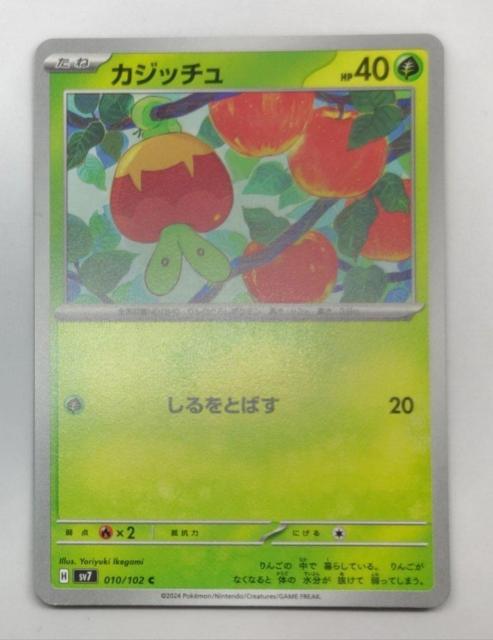 たね
カジッチュ
HP 40
しるをとばす 20
弱点 ×2 抵抗力 にげる
Illus. Yoriyuki Ikegami
りんごの 中で 暮らしている。 りんごが
なくなると 体の 水分が 抜けて 弱ってしまう。
H sv7 010/102 C
©2024 Pokémon/Nintendo/Creatures/GAME FREAK.